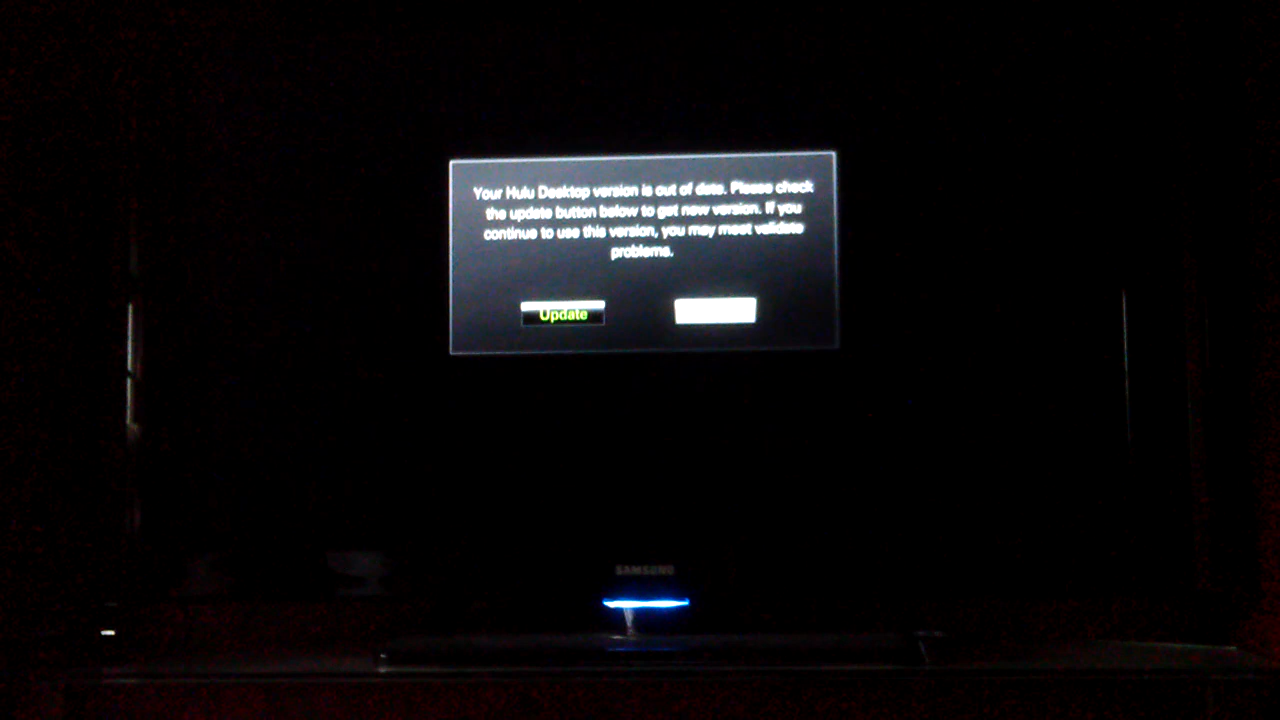 Your Hulu Desktop version is out of date. Please check
the update button below to get new version. If you
continue to use this version, you may meet validate
problems.
Update
SAMSUNG